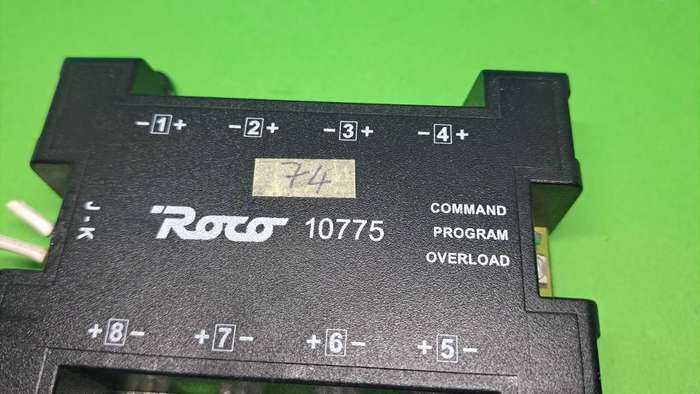 -1+ -2+ -3+ -4+
74
J-K
Roco 10775
COMMAND
PROGRAM
OVERLOAD
+8- +7- +6- +5-